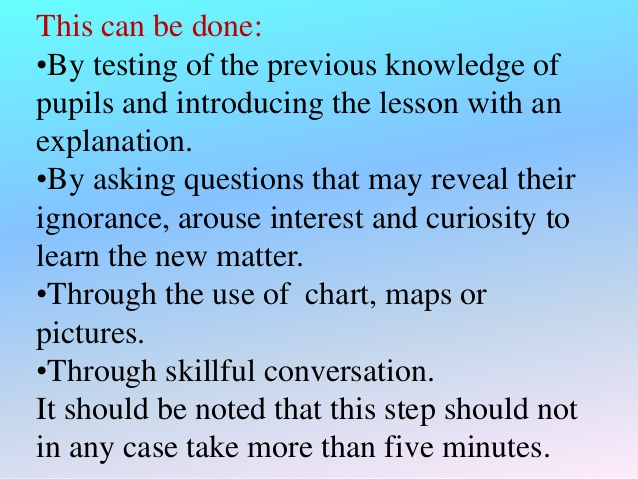 This can be done:
•By testing of the previous knowledge of
pupils and introducing the lesson with an
explanation.
•By asking questions that may reveal their
ignorance, arouse interest and curiosity to
learn the new matter.
•Through the use of  chart, maps or
pictures.
•Through skillful conversation.
It should be noted that this step should not
in any case take more than five minutes.